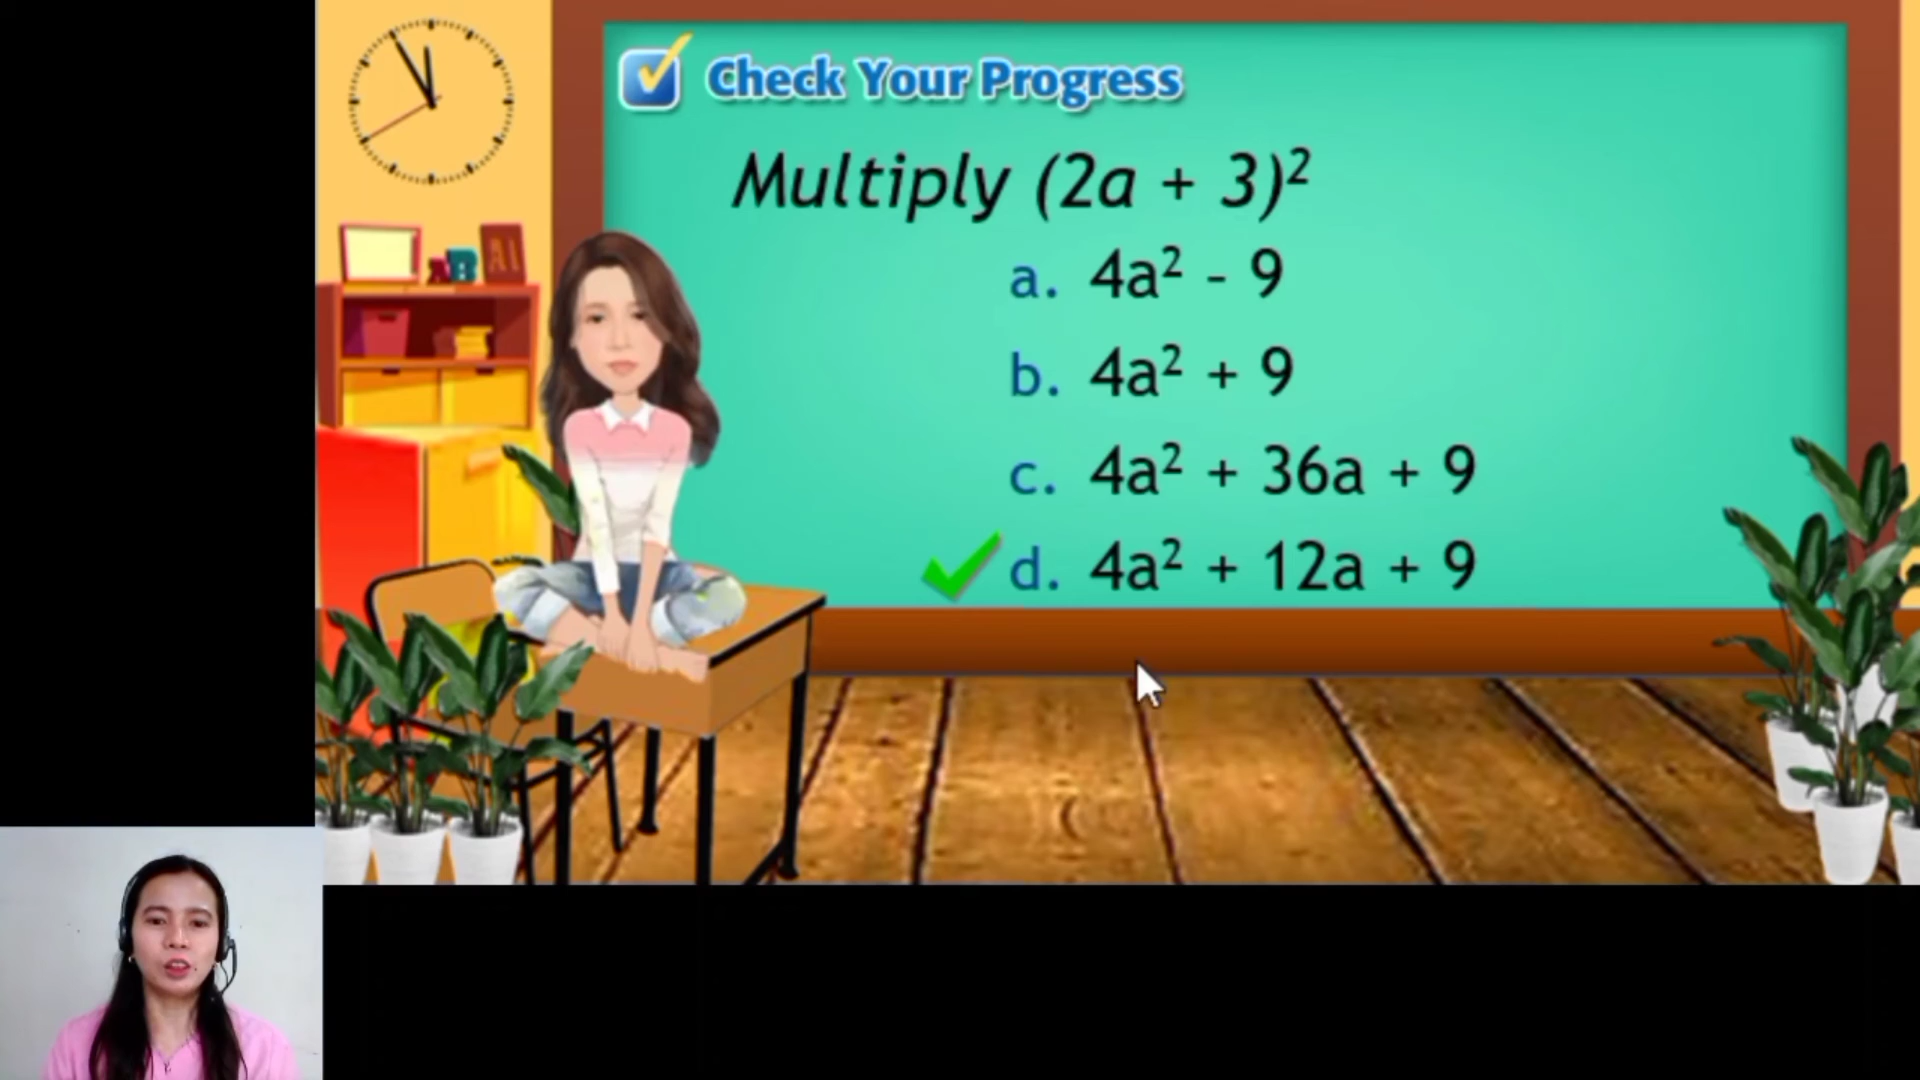 Check Your Progress
Multiply (2a + 3)²
a. 4a² - 9
b. 4a² + 9
c. 4a² + 36a + 9
d. 4a² + 12a + 9